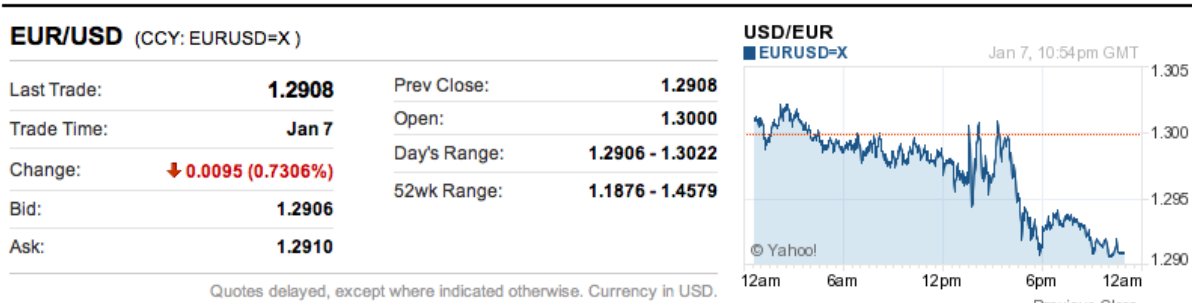 EUR/USD (CCY: EURUSD=X )
Last Trade: 1.2908
Trade Time: Jan 7
Change: 0.0095 (0.7306%)
Bid: 1.2906
Ask: 1.2910
Prev Close: 1.2908
Open: 1.3000
Day's Range: 1.2906 - 1.3022
52wk Range: 1.1876 - 1.4579
Quotes delayed, except where indicated otherwise. Currency in USD.
USD/EUR
EURUSD=X Jan 7, 10:54pm GMT
1.305
1.300
1.295
1.290
© Yahoo!
12am 6am 12pm 6pm 12am
Previous Close